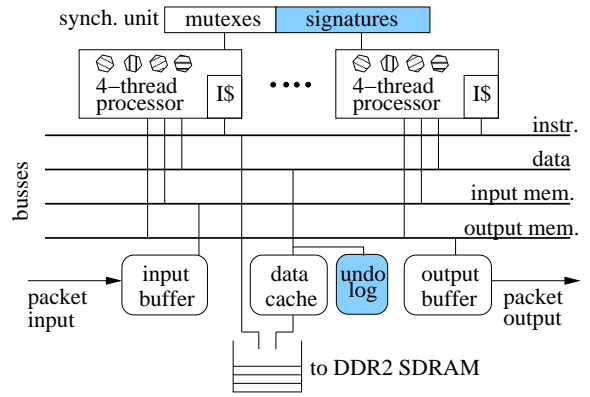 synch. unit
mutexes
signatures
4−thread
processor
I$
4−thread
processor
I$
instr.
data
input mem.
output mem.
busses
input
buffer
data
cache
undo
log
output
buffer
packet
input
packet
output
to DDR2 SDRAM